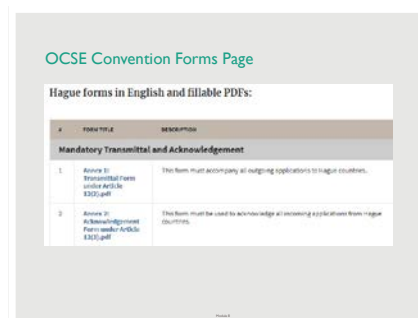 OCSE Convention Forms Page
Hague forms in English and fillable PDFs:
# FORM TITLE DESCRIPTION
Mandatory Transmittal and Acknowledgement
1 Annex 1: This form must accompany all outgoing applications to Hague countries.
Transmittal Form
under Article
12(2).pdf
2 Annex 2: This form must be used to acknowledge all incoming applications from Hague
Acknowledgement countries.
Form under Article
12(3).pdf